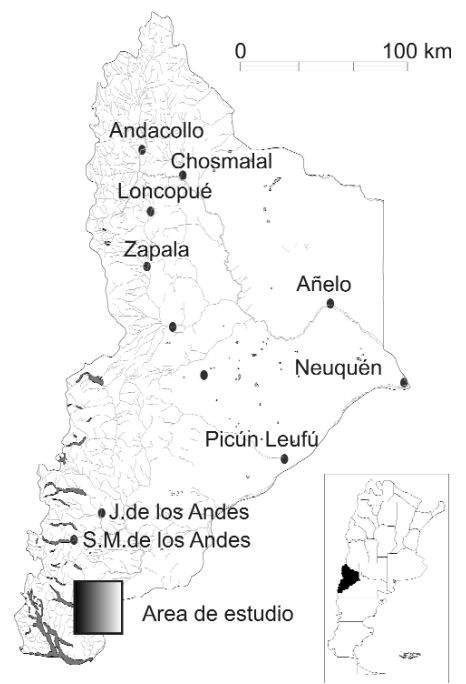 0 100 km
Andacollo
Chosmalal
Loncopué
Zapala
Añelo
Neuquén
Picún Leufú
J.de los Andes
S.M.de los Andes
Area de estudio